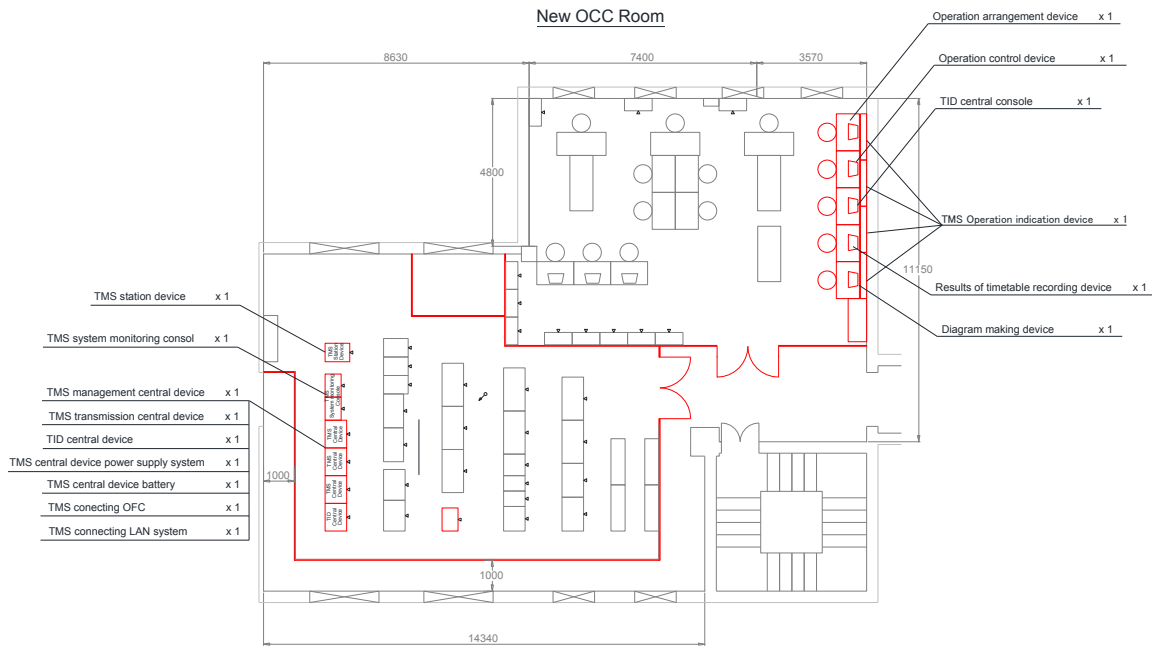 New OCC Room
8630
7400
3570
4800
11150
1000
1000
14340
Operation arrangement device x 1
Operation control device x 1
TID central console x 1
TMS Operation indication device x 1
Results of timetable recording device x 1
Diagram making device x 1
TMS station device x 1
TMS system monitoring consol x 1
TMS management central device x 1
TMS transmission central device x 1
TID central device x 1
TMS central device power supply system x 1
TMS central device battery x 1
TMS conecting OFC x 1
TMS connecting LAN system x 1
TMS
Station
Device
TMS
System monitoring
Console
TMS
Central
Device
TMS
Central
Device
TMS
Central
Device
TID
Central
Device